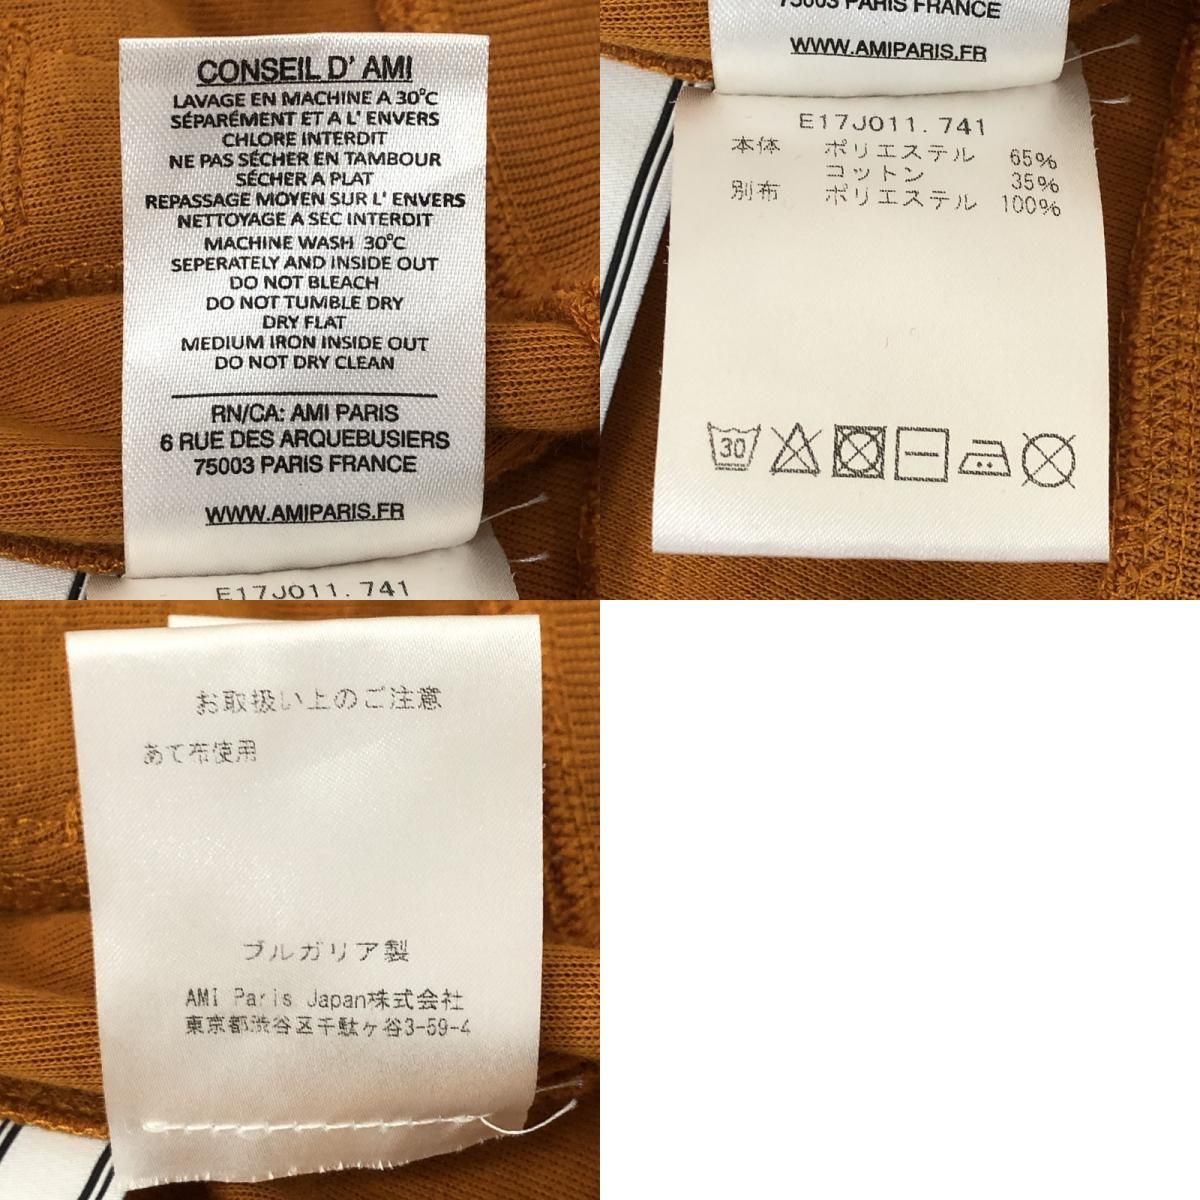 CONSEIL D' AMI
LAVAGE EN MACHINE A 30°C
SÉPARÉMENT ET A L' ENVERS
CHLORE INTERDIT
NE PAS SÉCHER EN TAMBOUR
SÉCHER A PLAT
REPASSAGE MOYEN SUR L' ENVERS
NETTOYAGE A SEC INTERDIT
MACHINE WASH 30°C
SEPERATELY AND INSIDE OUT
DO NOT BLEACH
DO NOT TUMBLE DRY
DRY FLAT
MEDIUM IRON INSIDE OUT
DO NOT DRY CLEAN
RN/CA: AMI PARIS
6 RUE DES ARQUEBUSIERS
75003 PARIS FRANCE
WWW.AMIPARIS.FR
E17J011.741
75003 PARIS FRANCE
WWW.AMIPARIS.FR
E17J011.741
本体 ポリエステル 65%
コットン 35%
別布 ポリエステル 100%
30
お取扱い上のご注意
あて布使用
ブルガリア製
AMI Paris Japan株式会社
東京都渋谷区千駄ヶ谷3-59-4